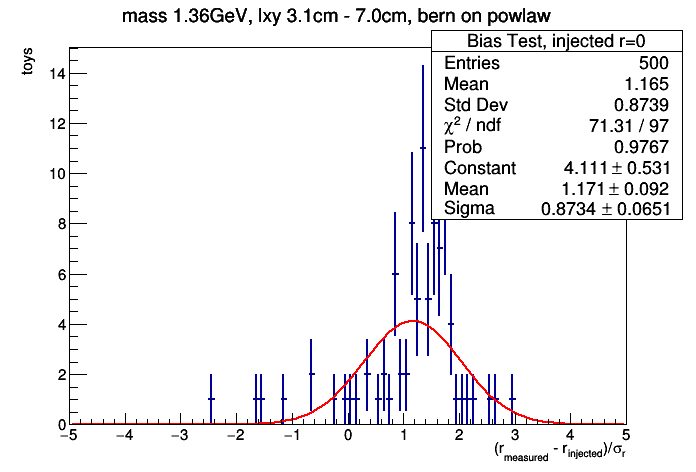 mass 1.36GeV, lxy 3.1cm - 7.0cm, bern on powlaw
toys
Bias Test, injected r=0
Entries 500
Mean 1.165
Std Dev 0.8739
χ² / ndf 71.31 / 97
Prob 0.9767
Constant 4.111 ± 0.531
Mean 1.171 ± 0.092
Sigma 0.8734 ± 0.0651
14
12
10
8
6
4
2
0
−5 −4 −3 −2 −1 0 1 2 3 4 5
(r_measured - r_injected)/σ_r